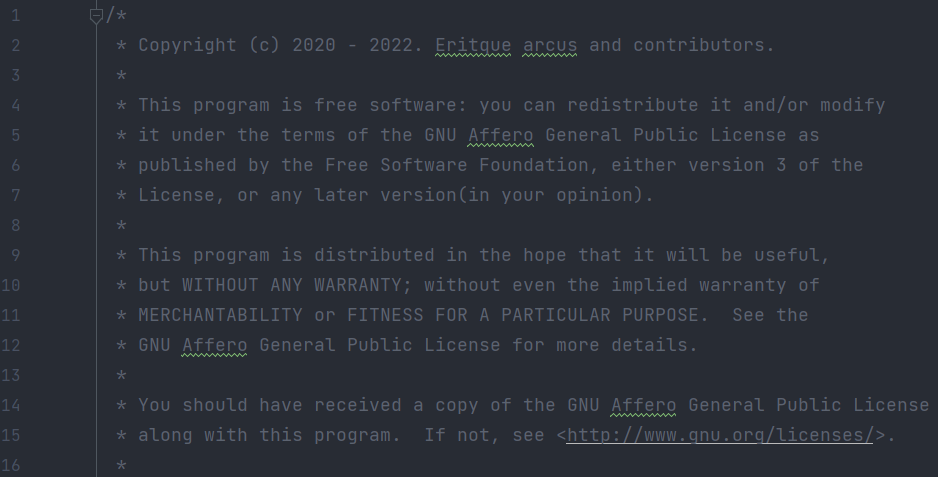 1 /*
2 * Copyright (c) 2020 - 2022. Eritque arcus and contributors.
3 *
4 * This program is free software: you can redistribute it and/or modify
5 * it under the terms of the GNU Affero General Public License as
6 * published by the Free Software Foundation, either version 3 of the
7 * License, or any later version(in your opinion).
8 *
9 * This program is distributed in the hope that it will be useful,
10 * but WITHOUT ANY WARRANTY; without even the implied warranty of
11 * MERCHANTABILITY or FITNESS FOR A PARTICULAR PURPOSE.  See the
12 * GNU Affero General Public License for more details.
13 *
14 * You should have received a copy of the GNU Affero General Public License
15 * along with this program.  If not, see <http://www.gnu.org/licenses/>.
16 *